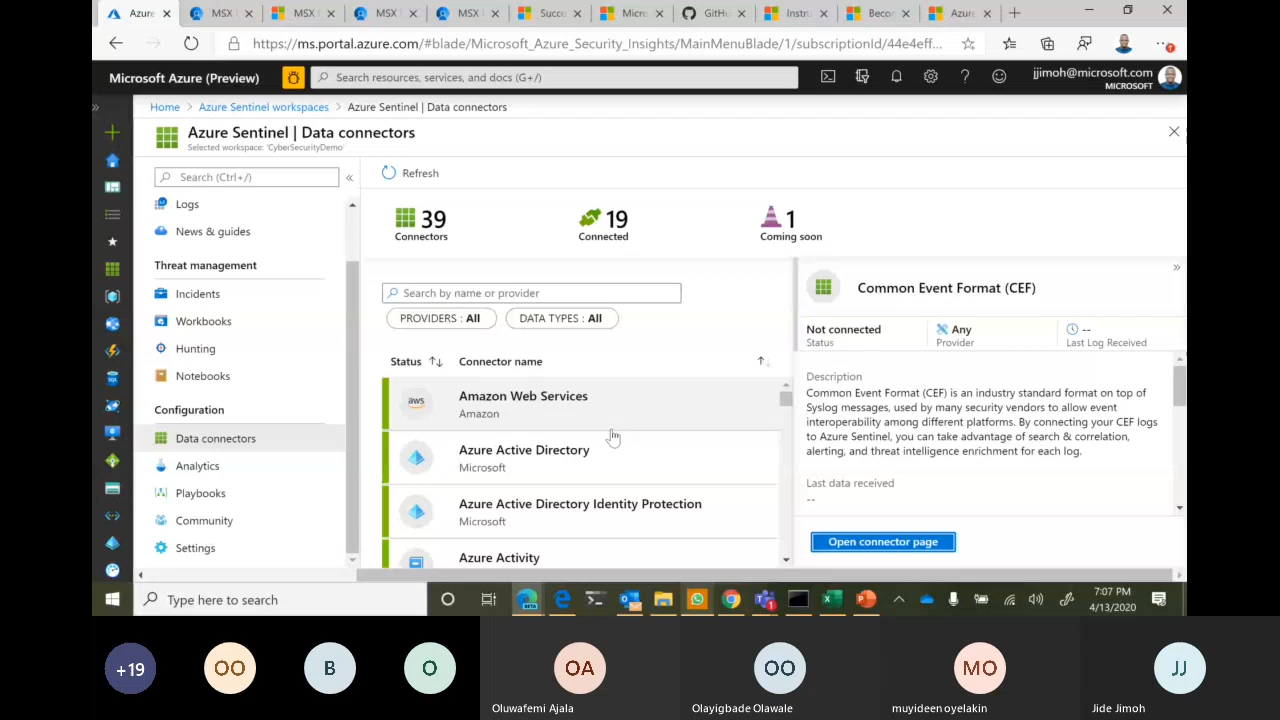 Azure
MSX
MSX
MSX
MSX
Succe
Micro
GitHu
Instru
Beco
Azure
https://ms.portal.azure.com/#blade/Microsoft_Azure_Security_Insights/MainMenuBlade/1/subscriptionId/44e4eff...
Microsoft Azure (Preview)
Search resources, services, and docs (G+/)
jjimoh@microsoft.com
MICROSOFT
Home > Azure Sentinel workspaces > Azure Sentinel | Data connectors
Azure Sentinel | Data connectors
Selected workspace: 'CyberSecurityDemo'
Search (Ctrl+/)
Logs
News & guides
Threat management
Incidents
Workbooks
Hunting
Notebooks
Configuration
Data connectors
Analytics
Playbooks
Community
Settings
Refresh
39
Connectors
19
Connected
1
Coming soon
Search by name or provider
PROVIDERS : All
DATA TYPES : All
Status
Connector name
aws
Amazon Web Services
Amazon
Azure Active Directory
Microsoft
Azure Active Directory Identity Protection
Microsoft
Azure Activity
Common Event Format (CEF)
Not connected
Status
Any
Provider
--
Last Log Received
Description
Common Event Format (CEF) is an industry standard format on top of
Syslog messages, used by many security vendors to allow event
interoperability among different platforms. By connecting your CEF logs
to Azure Sentinel, you can take advantage of search & correlation,
alerting, and threat intelligence enrichment for each log.
Last data received
--
Open connector page
Type here to search
BETA
7:07 PM
4/13/2020
+19
OO
B
O
OA
Oluwafemi Ajala
OO
Olayigbade Olawale
MO
muyideen oyelakin
JJ
Jide Jimoh